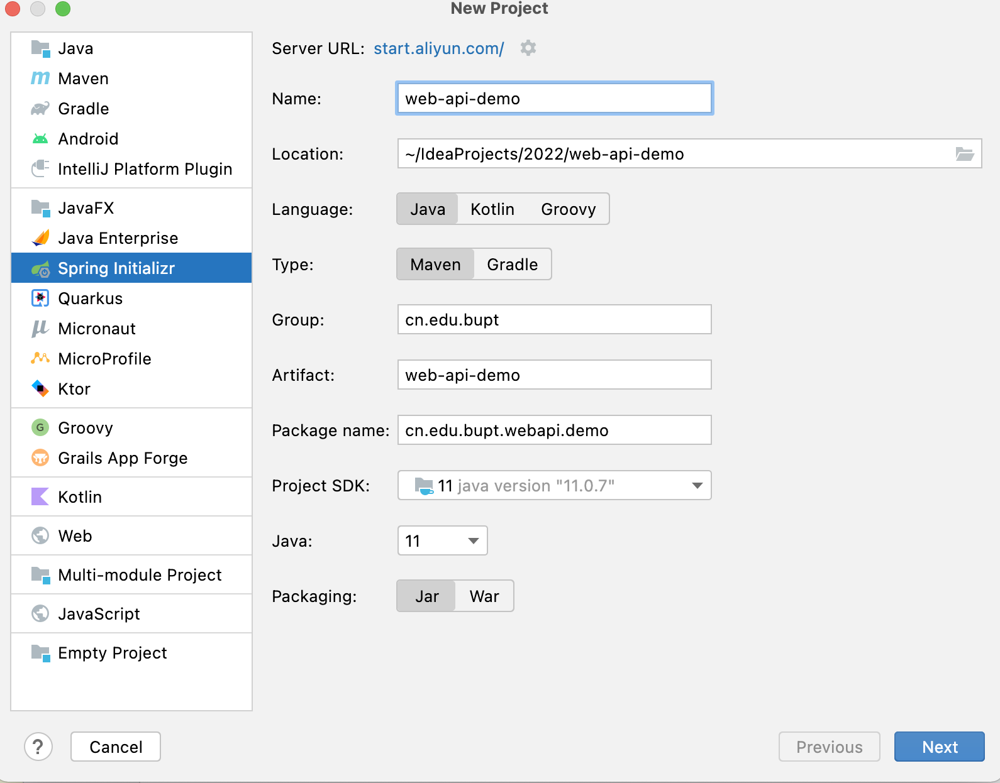 New Project
Java
Maven
Gradle
Android
IntelliJ Platform Plugin
JavaFX
Java Enterprise
Spring Initializr
Quarkus
Micronaut
MicroProfile
Ktor
Groovy
Grails App Forge
Kotlin
Web
Multi-module Project
JavaScript
Empty Project
Server URL: start.aliyun.com/
Name: web-api-demo
Location: ~/IdeaProjects/2022/web-api-demo
Language: Java Kotlin Groovy
Type: Maven Gradle
Group: cn.edu.bupt
Artifact: web-api-demo
Package name: cn.edu.bupt.webapi.demo
Project SDK: 11 java version "11.0.7"
Java: 11
Packaging: Jar War
? Cancel Previous Next